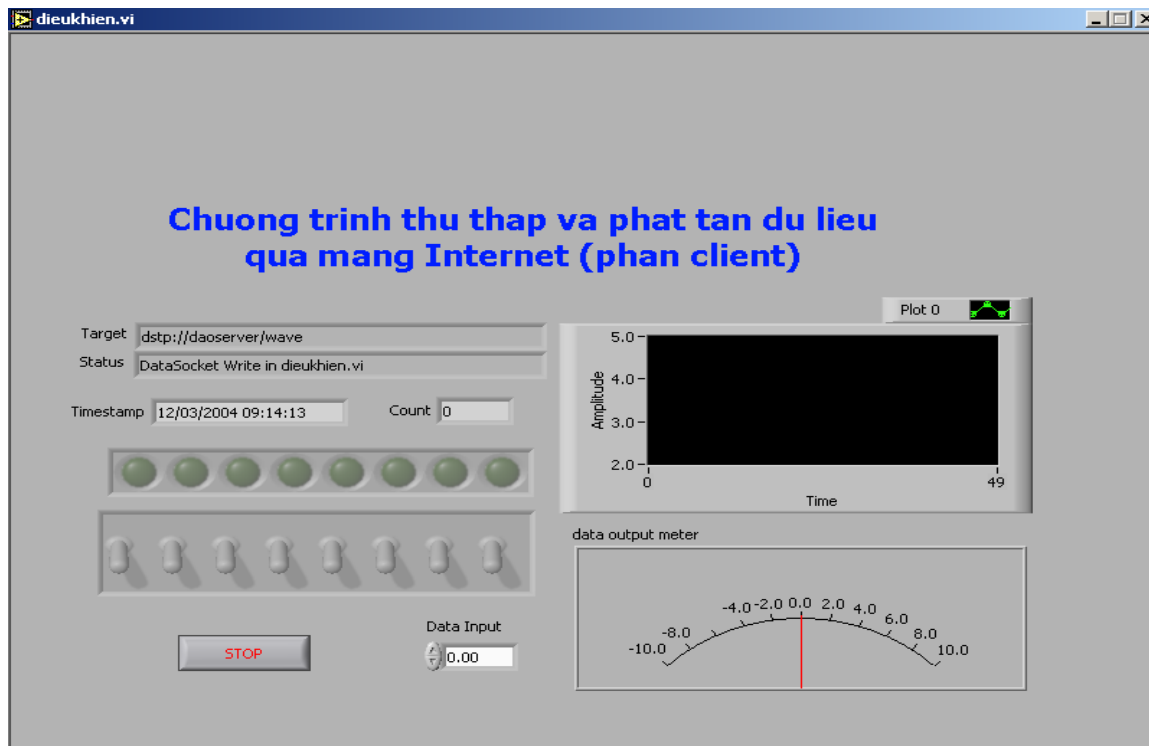 dieukhien.vi
Chuong trinh thu thap va phat tan du lieu
qua mang Internet (phan client)
Target dstp://daoserver/wave
Status DataSocket Write in dieukhien.vi
Timestamp 12/03/2004 09:14:13 Count 0
Plot 0
5.0
4.0
3.0
2.0
Amplitude
0 49
Time
data output meter
-10.0 -8.0 -4.0 -2.0 0.0 2.0 4.0 6.0 8.0 10.0
STOP
Data Input
0.00